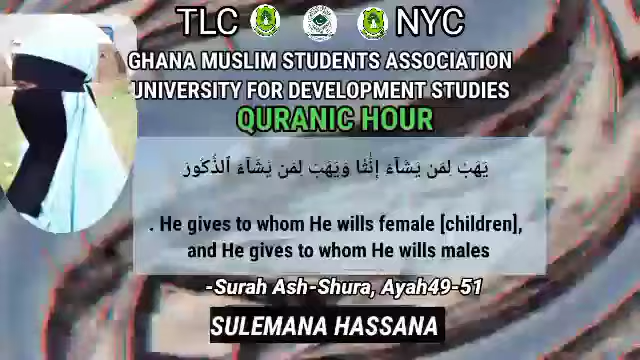 TLC NYC
GHANA MUSLIM STUDENTS ASSOCIATION
UNIVERSITY FOR DEVELOPMENT STUDIES
QURANIC HOUR
يَهَبُ لِمَن يَشَآءُ إِنَٰثًا وَيَهَبُ لِمَن يَشَآءُ ٱلذُّكُورَ
. He gives to whom He wills female [children],
and He gives to whom He wills males
-Surah Ash-Shura, Ayah49-51
SULEMANA HASSANA